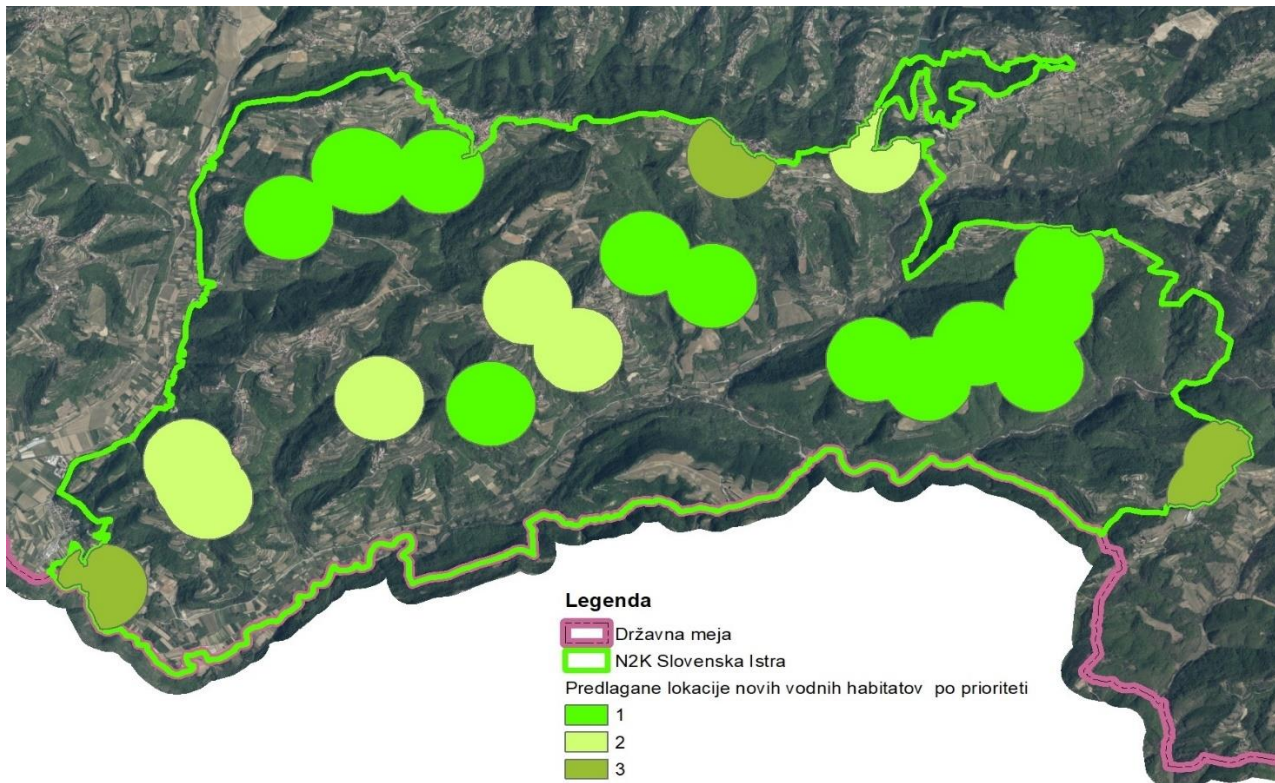 Legenda
Državna meja
N2K Slovenska Istra
Predlagane lokacije novih vodnih habitatov po prioriteti
1
2
3